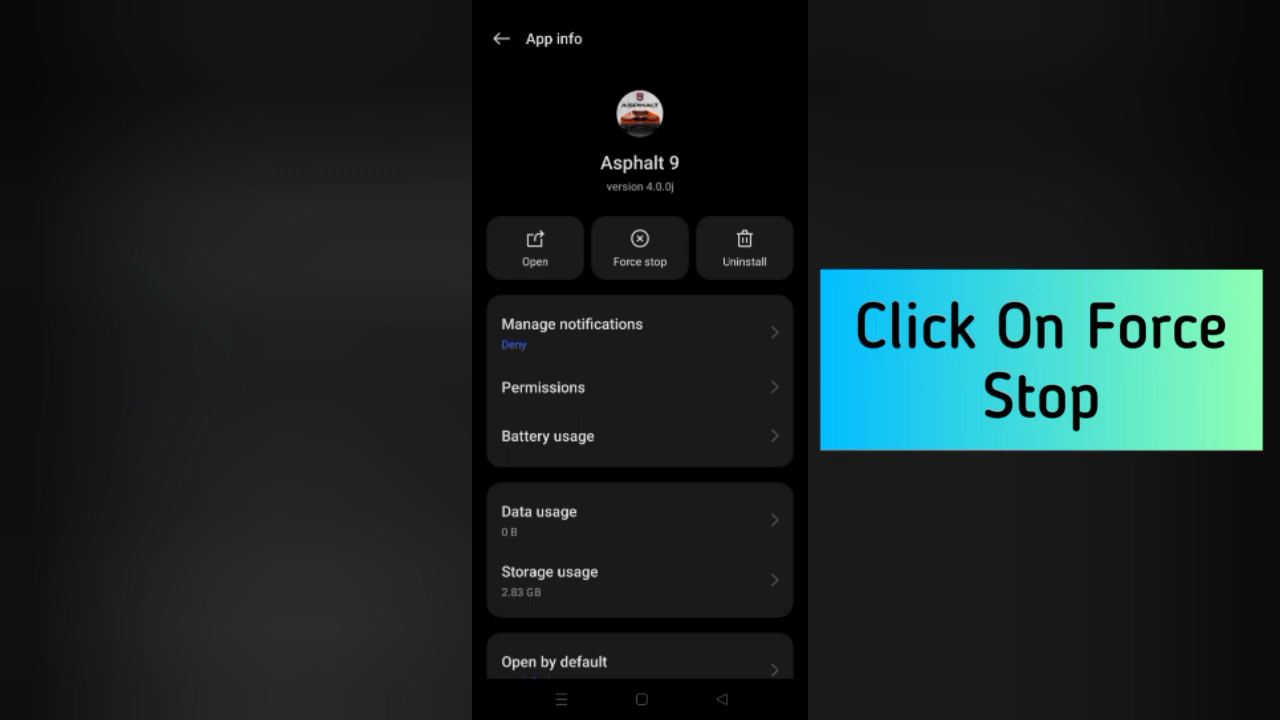 App info
ASPHALT
Asphalt 9
version 4.0.0j
Open
Force stop
Uninstall
Manage notifications
Deny
Permissions
Battery usage
Data usage
0 B
Storage usage
2.83 GB
Open by default
Click On Force
Stop